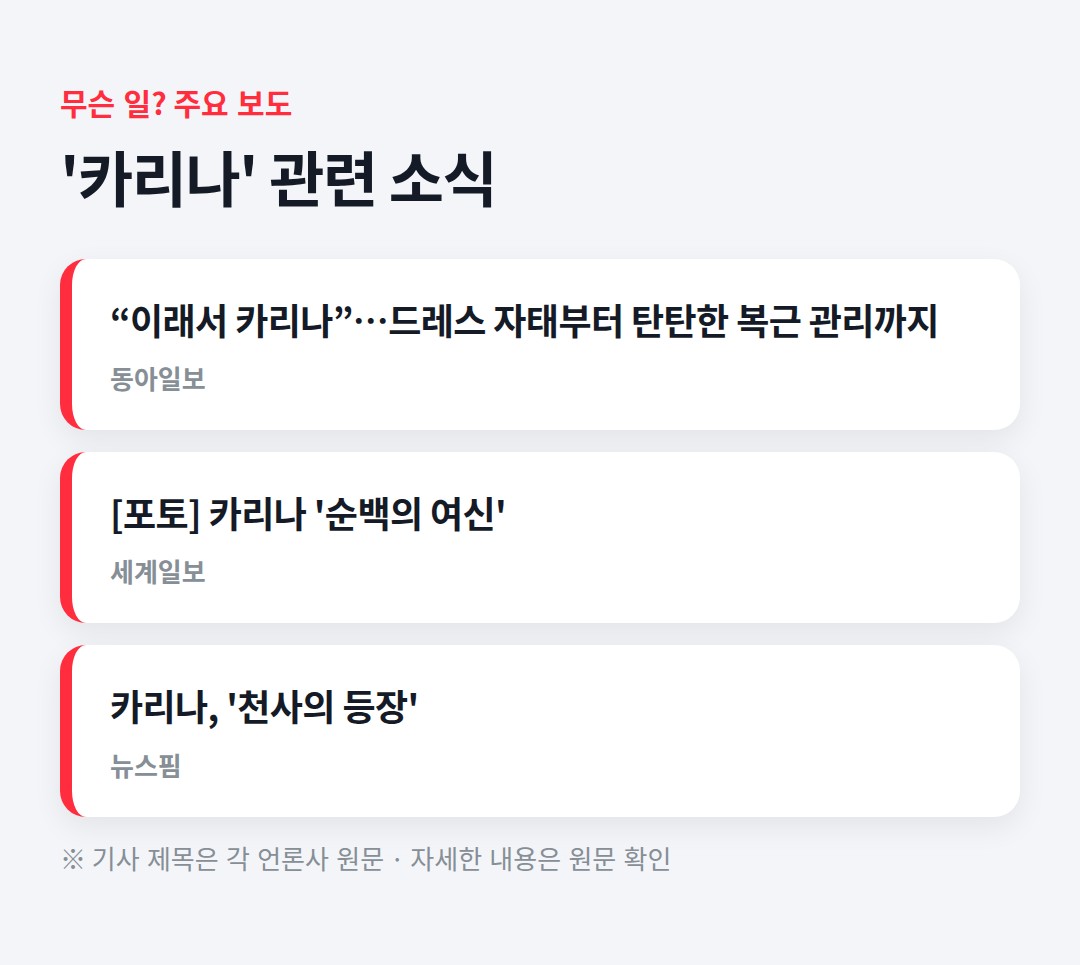 무슨 일? 주요 보도
'카리나' 관련 소식
“이래서 카리나”…드레스 자태부터 탄탄한 복근 관리까지
동아일보
[포토] 카리나 '순백의 여신'
세계일보
카리나, '천사의 등장'
뉴스핌
※ 기사 제목은 각 언론사 원문 · 자세한 내용은 원문 확인